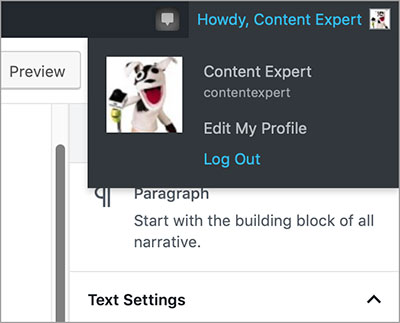 Howdy, Content Expert
Preview
Content Expert
contentexpert
Edit My Profile
Log Out
¶
Paragraph
Start with the building block of all
narrative.
Text Settings